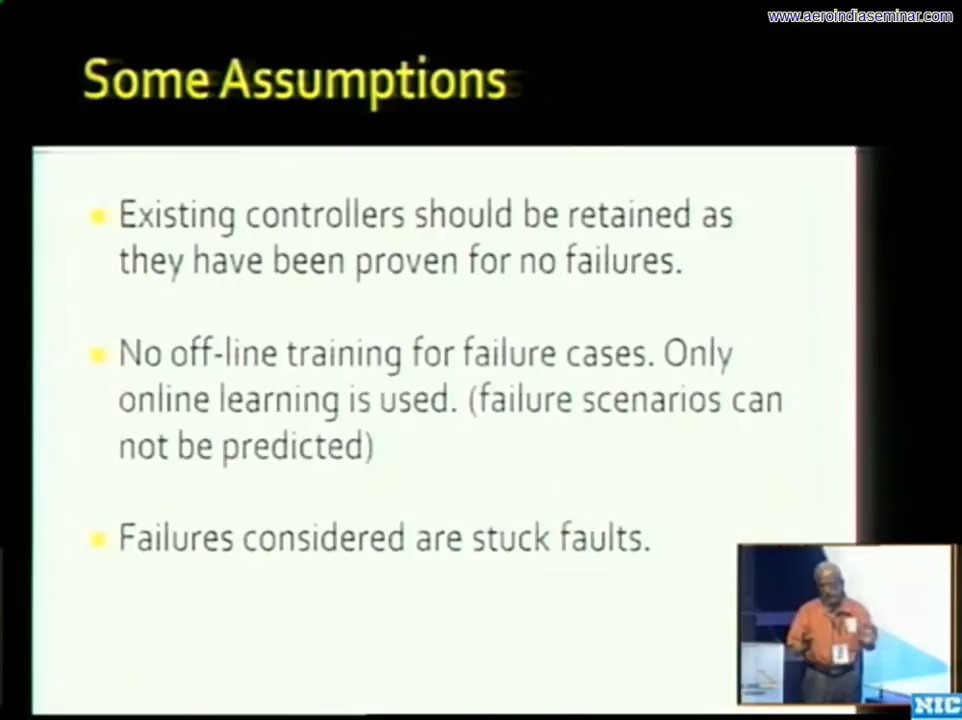 www.aeroindiaseminar.com
Some Assumptions
Existing controllers should be retained as
they have been proven for no failures.
No off-line training for failure cases. Only
online learning is used. (failure scenarios can
not be predicted)
Failures considered are stuck faults.
NIC